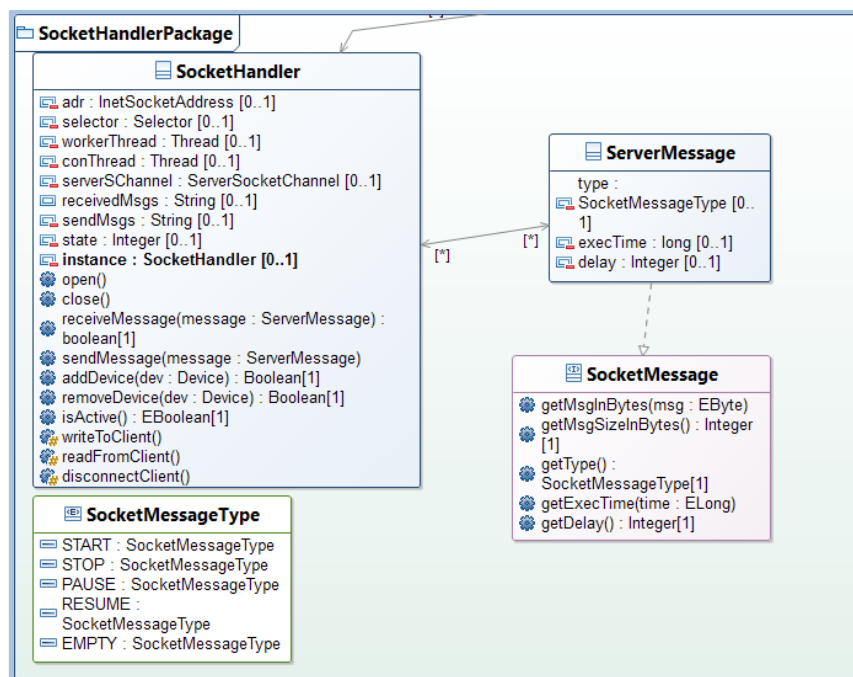 SocketHandlerPackage
SocketHandler
adr : InetSocketAddress [0..1]
selector : Selector [0..1]
workerThread : Thread [0..1]
conThread : Thread [0..1]
serverSChannel : ServerSocketChannel [0..1]
receivedMsgs : String [0..1]
sendMsgs : String [0..1]
state : Integer [0..1]
instance : SocketHandler [0..1]
open()
close()
receiveMessage(message : ServerMessage) :
boolean[1]
sendMessage(message : ServerMessage)
addDevice(dev : Device) : Boolean[1]
removeDevice(dev : Device) : Boolean[1]
isActive() : EBoolean[1]
writeToClient()
readFromClient()
disconnectClient()
[*]
[*]
ServerMessage
type :
SocketMessageType [0..
1]
execTime : long [0..1]
delay : Integer [0..1]
SocketMessage
getMsgInBytes(msg : EByte)
getMsgSizeInBytes() : Integer
[1]
getType() :
SocketMessageType[1]
getExecTime(time : ELong)
getDelay() : Integer[1]
SocketMessageType
START : SocketMessageType
STOP : SocketMessageType
PAUSE : SocketMessageType
RESUME :
SocketMessageType
EMPTY : SocketMessageType